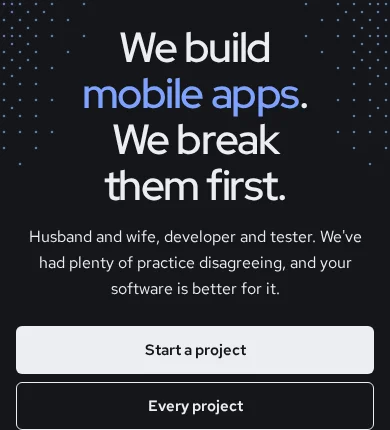 We build
mobile apps.
We break
them first.
Husband and wife, developer and tester. We've
had plenty of practice disagreeing, and your
software is better for it.
Start a project
Every project